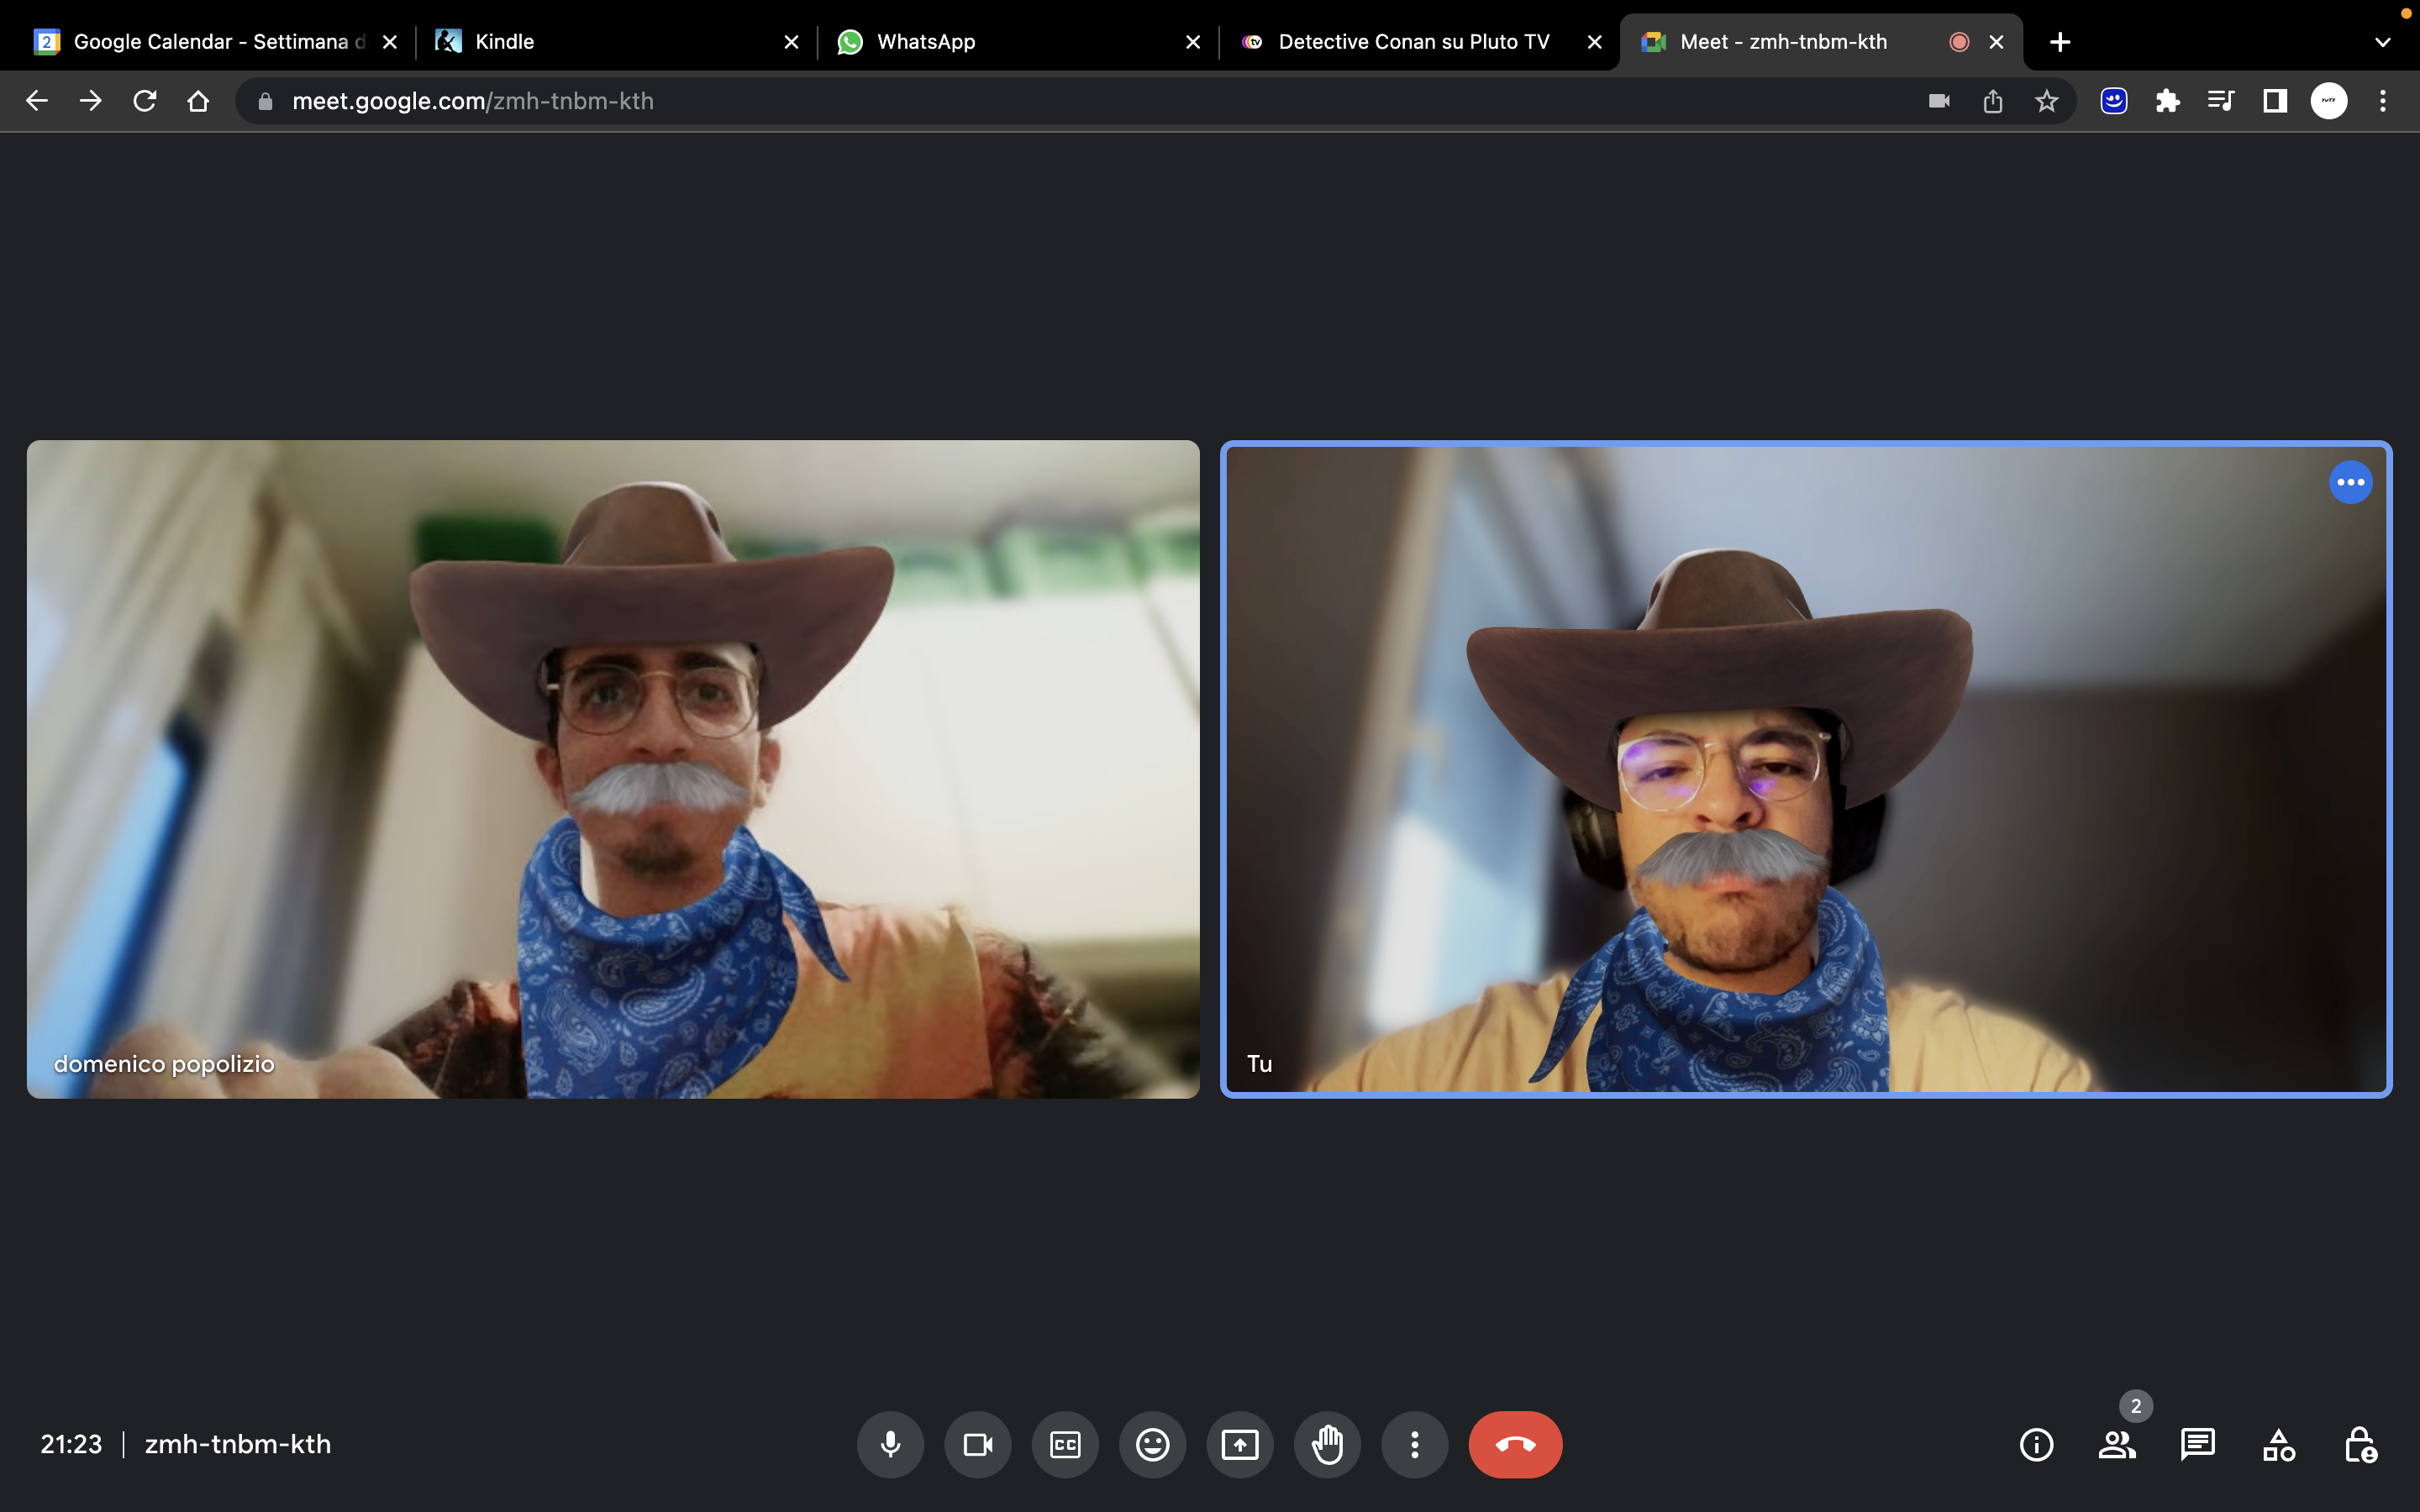 Google Calendar - Settimana d
Kindle
WhatsApp
Detective Conan su Pluto TV
Meet - zmh-tnbm-kth
meet.google.com/zmh-tnbm-kth
domenico popolizio
Tu
21:23 | zmh-tnbm-kth
CC
2